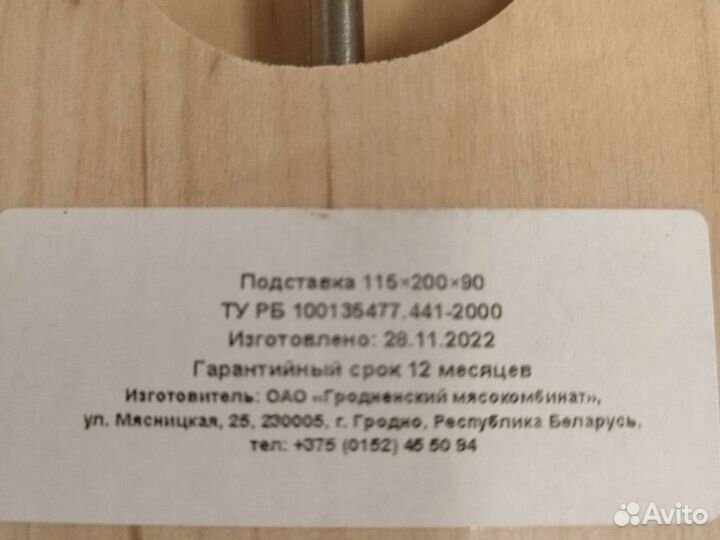 Подставка 115×200×90
ТУ РБ 100135477.441-2000
Изготовлено: 28.11.2022
Гарантийный срок 12 месяцев
Изготовитель: ОАО «Гродненский мясокомбинат»,
ул. Мясницкая, 25, 230005, г. Гродно, Республика Беларусь.
тел: +375 (0152) 45 50 94
Avito